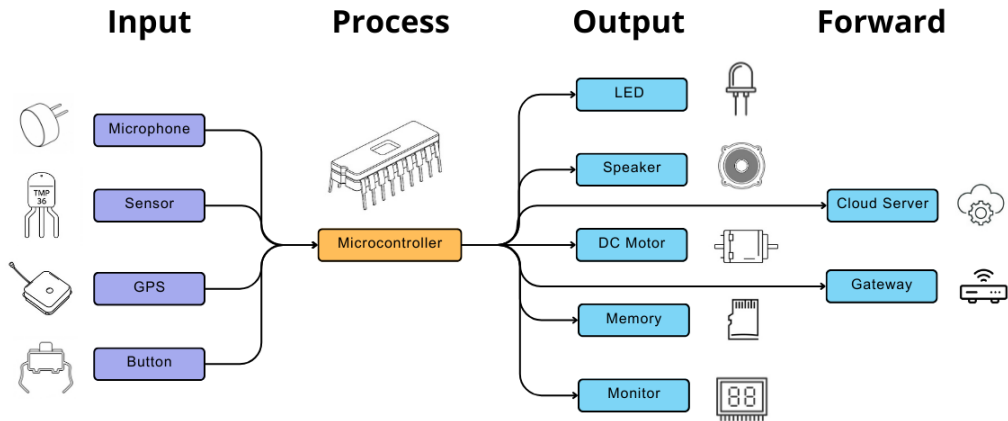 Input
Process
Output
Forward
Microphone
TMP
36
Sensor
GPS
Button
Microcontroller
LED
Speaker
DC Motor
Memory
Monitor
88
Cloud Server
Gateway